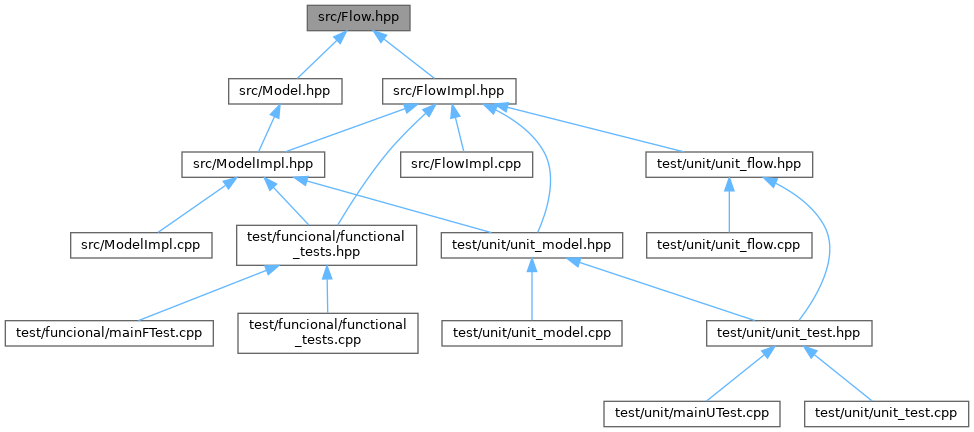 src/Flow.hpp
src/Model.hpp
src/FlowImpl.hpp
src/ModelImpl.hpp
src/FlowImpl.cpp
test/unit/unit_flow.hpp
src/ModelImpl.cpp
test/funcional/functional
_tests.hpp
test/unit/unit_model.hpp
test/unit/unit_flow.cpp
test/funcional/mainFTest.cpp
test/funcional/functional
_tests.cpp
test/unit/unit_model.cpp
test/unit/unit_test.hpp
test/unit/mainUTest.cpp
test/unit/unit_test.cpp